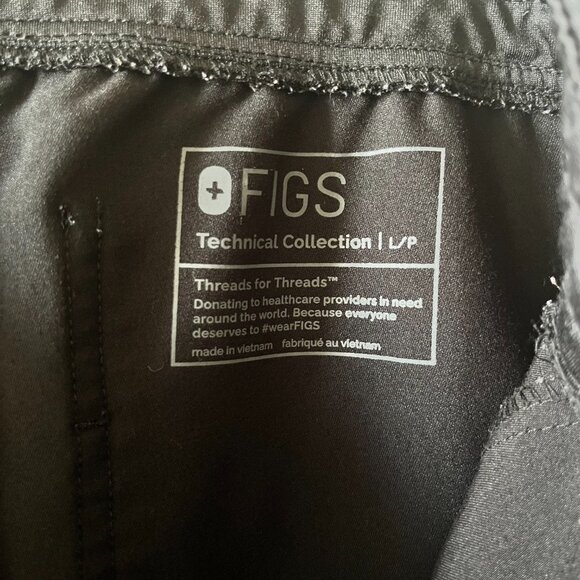 FIGS
Technical Collection | L/P
Threads for Threads™
Donating to healthcare providers in need
around the world. Because everyone
deserves to #wearFIGS
made in vietnam fabriqué au vietnam